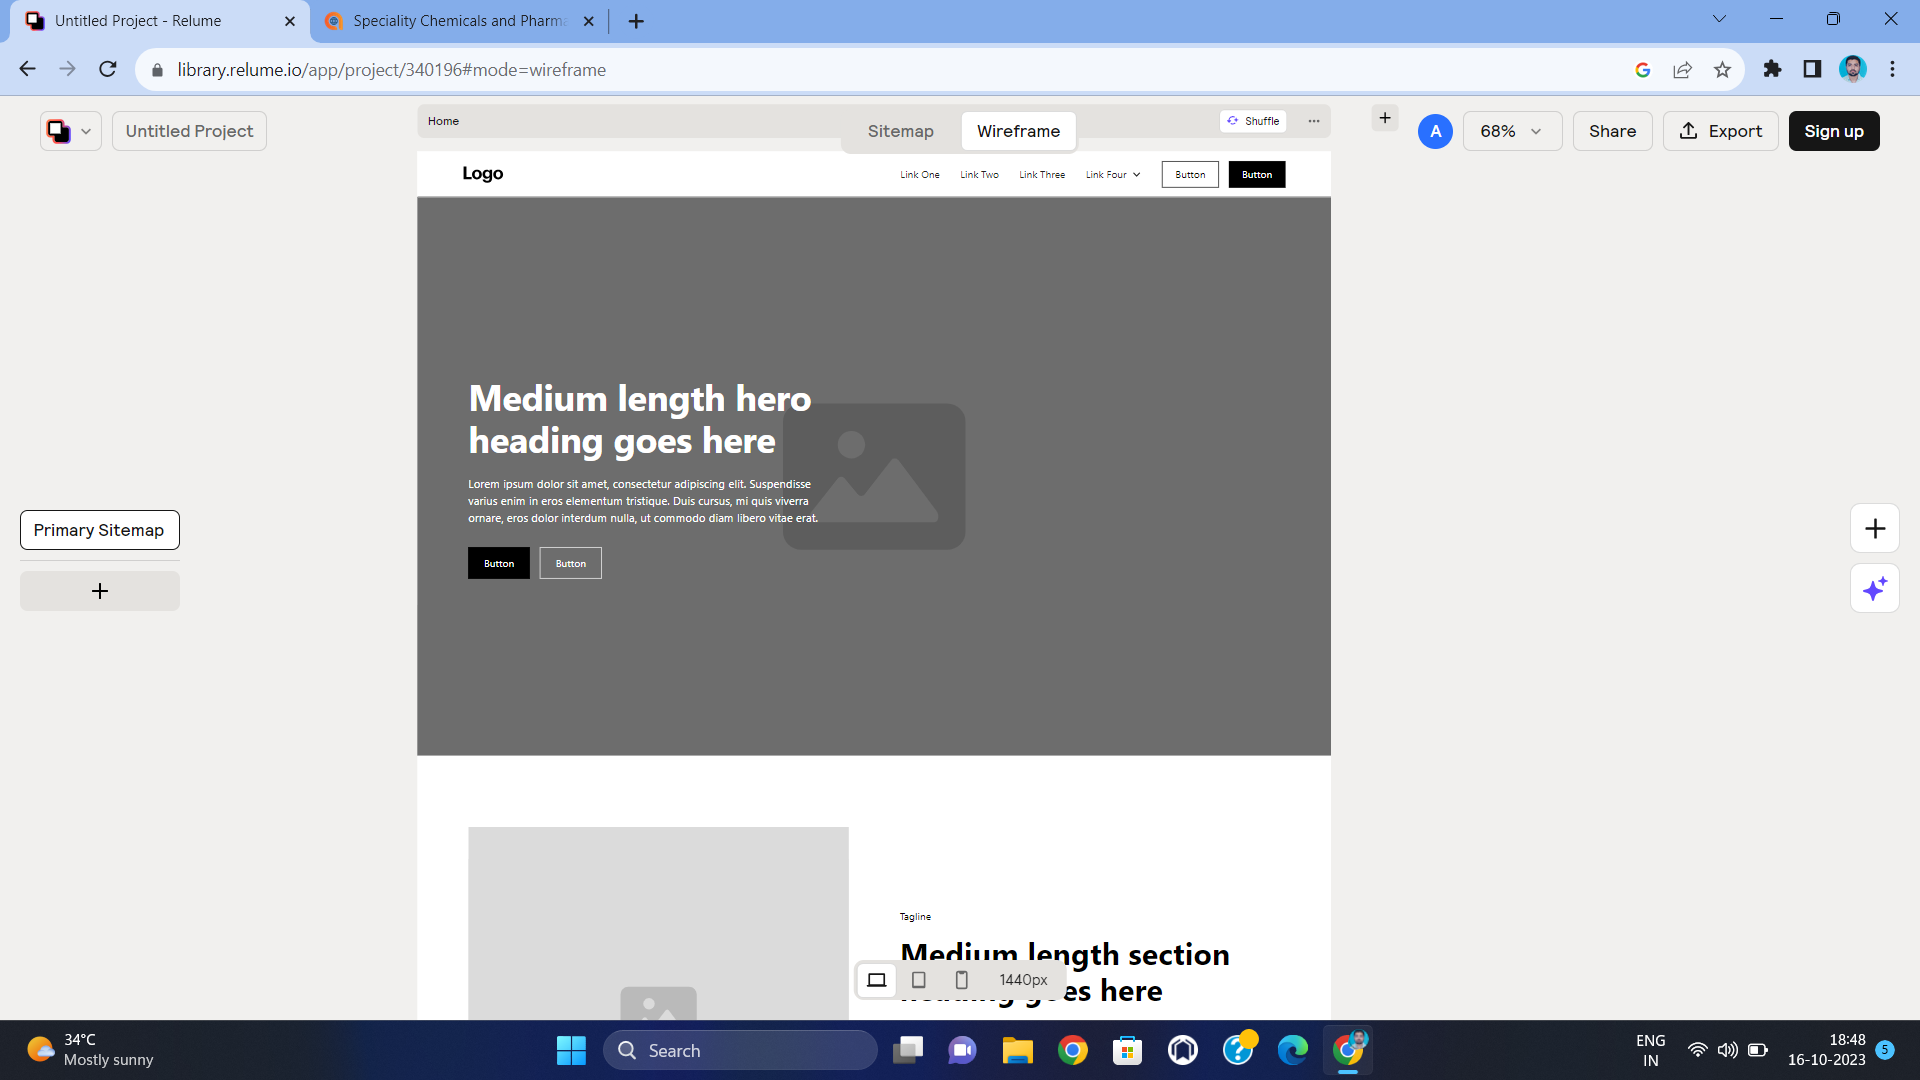 Untitled Project - Relume
Speciality Chemicals and Pharma
library.relume.io/app/project/340196#mode=wireframe
Untitled Project
Home
Sitemap
Wireframe
Shuffle
A
68%
Share
Export
Sign up
Logo
Link One
Link Two
Link Three
Link Four
Button
Button
Medium length hero
heading goes here
Lorem ipsum dolor sit amet, consectetur adipiscing elit. Suspendisse
varius enim in eros elementum tristique. Duis cursus, mi quis viverra
ornare, eros dolor interdum nulla, ut commodo diam libero vitae erat.
Button
Button
Primary Sitemap
Tagline
Medium length section
heading goes here
1440px
34°C
Mostly sunny
Search
ENG
IN
18:48
16-10-2023
5